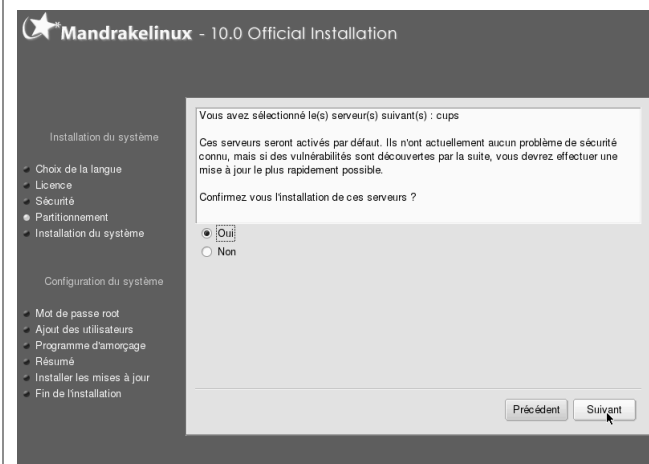 Mandrakelinux - 10.0 Official Installation
Installation du système
Choix de la langue
Licence
Sécurité
Partitionnement
Installation du système
Configuration du système
Mot de passe root
Ajout des utilisateurs
Programme d'amorçage
Résumé
Installer les mises à jour
Fin de l'installation
Vous avez sélectionné le(s) serveur(s) suivant(s) : cups
Ces serveurs seront activés par défaut. Ils n'ont actuellement aucun problème de sécurité
connu, mais si des vulnérabilités sont découvertes par la suite, vous devrez effectuer une
mise à jour le plus rapidement possible.
Confirmez vous l'installation de ces serveurs ?
Oui
Non
Précédent
Suivant